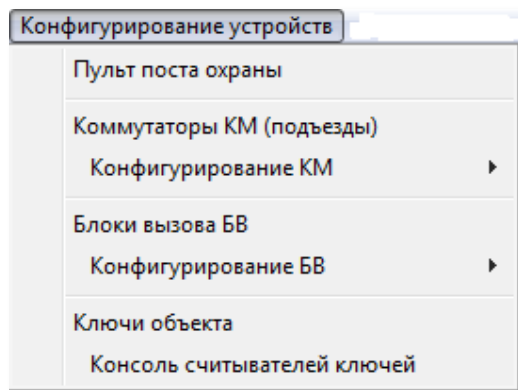 Конфигурирование устройств
Пульт поста охраны
Коммутаторы КМ (подъезды)
Конфигурирование КМ
Блоки вызова БВ
Конфигурирование БВ
Ключи объекта
Консоль считывателей ключей